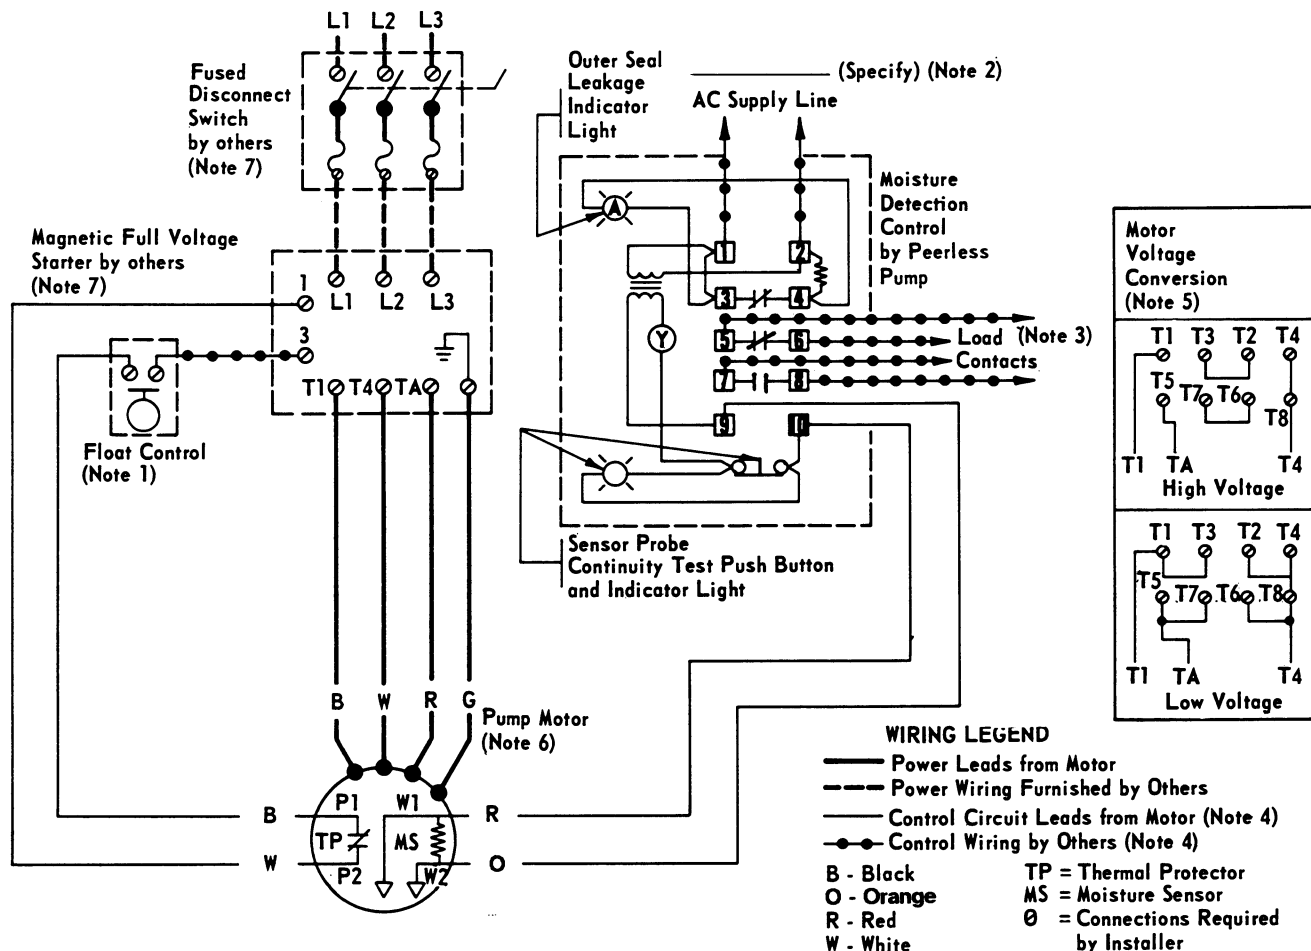 L1 L2 L3
Fused
Disconnect
Switch
by others
(Note 7)
Outer Seal
Leakage
Indicator
Light
(Specify) (Note 2)
AC Supply Line
A
Moisture
Detection
Control
by Peerless
Pump
1 2
3 4
5 6
7 8
9 10
Y
Load (Note 3)
Contacts
Magnetic Full Voltage
Starter by others
(Note 7)
1
L1 L2 L3
3
T1 T4 TA
Float Control
(Note 1)
Sensor Probe
Continuity Test Push Button
and Indicator Light
Motor
Voltage
Conversion
(Note 5)
T1 T3 T2 T4
T5
T7 T6
T8
T1 TA T4
High Voltage
T1 T3 T2 T4
T5
T7 T6 T8
T1 TA T4
Low Voltage
B W R G
Pump Motor
(Note 6)
B P1 W1 R
TP MS
W P2 W2 O
WIRING LEGEND
Power Leads from Motor
Power Wiring Furnished by Others
Control Circuit Leads from Motor (Note 4)
Control Wiring by Others (Note 4)
B - Black
O - Orange
R - Red
W - White
TP = Thermal Protector
MS = Moisture Sensor
0 = Connections Required
by Installer